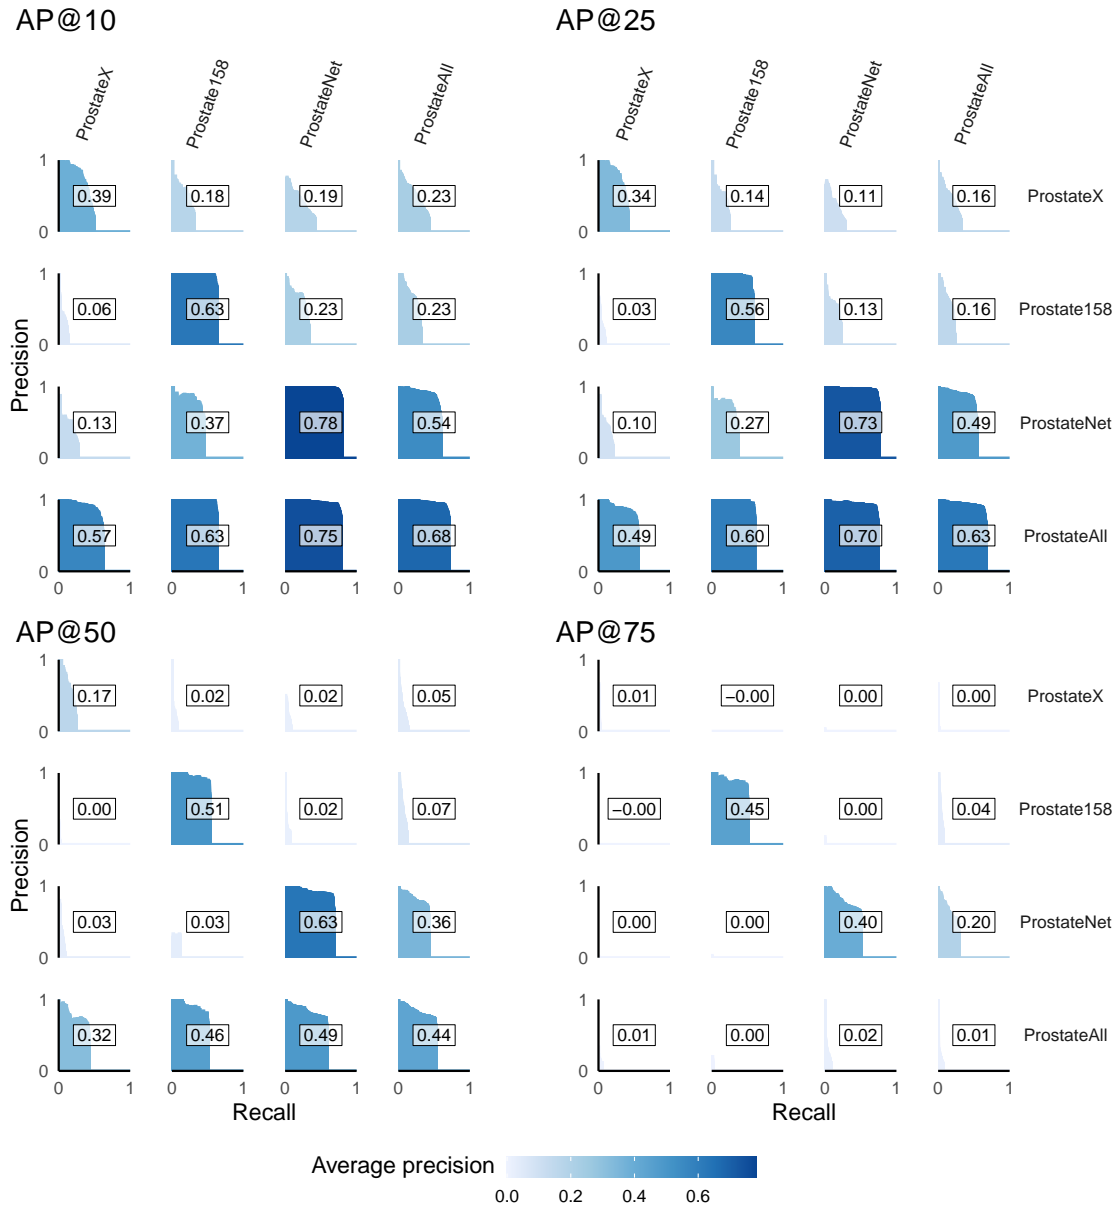 AP@10
AP@25
ProstateX Prostate158 ProstateNet ProstateAll
ProstateX Prostate158 ProstateNet ProstateAll
1
0.39 0.18 0.19 0.23
0
1
0.34 0.14 0.11 0.16 ProstateX
0
1
0.06 0.63 0.23 0.23
0
1
0.03 0.56 0.13 0.16 Prostate158
0
Precision
1
0.13 0.37 0.78 0.54
0
1
0.10 0.27 0.73 0.49 ProstateNet
0
1
0.57 0.63 0.75 0.68
0
0 1 0 1 0 1 0 1
1
0.49 0.60 0.70 0.63 ProstateAll
0
0 1 0 1 0 1 0 1
AP@50
AP@75
1
0.17 0.02 0.02 0.05
0
1
0.01 −0.00 0.00 0.00 ProstateX
0
1
0.00 0.51 0.02 0.07
0
1
−0.00 0.45 0.00 0.04 Prostate158
0
Precision
1
0.03 0.03 0.63 0.36
0
1
0.00 0.00 0.40 0.20 ProstateNet
0
1
0.32 0.46 0.49 0.44
0
0 1 0 1 0 1 0 1
Recall
1
0.01 0.00 0.02 0.01 ProstateAll
0
0 1 0 1 0 1 0 1
Recall
Average precision
0.0 0.2 0.4 0.6